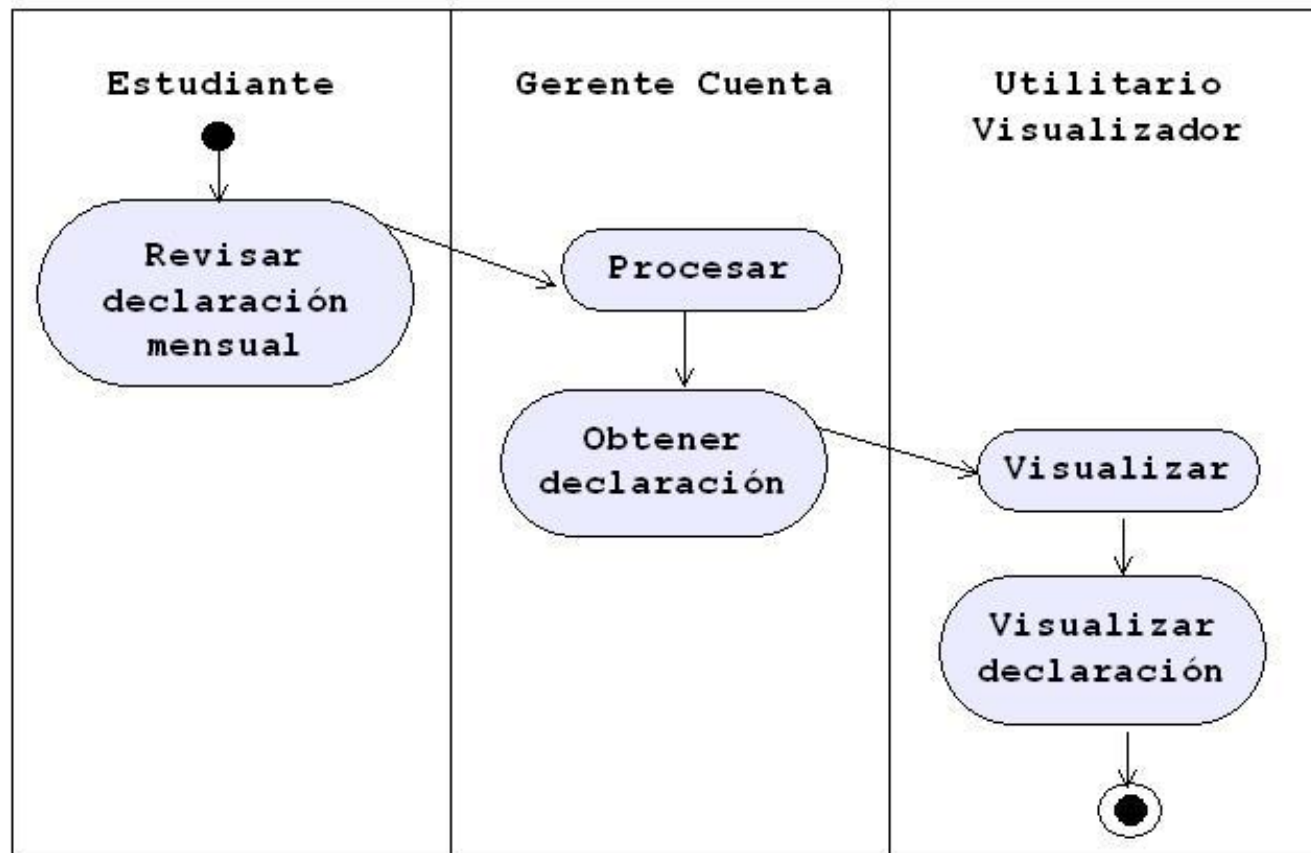 Estudiante
Gerente Cuenta
Utilitario
Visualizador
Revisar
declaración
mensual
Procesar
Obtener
declaración
Visualizar
Visualizar
declaración